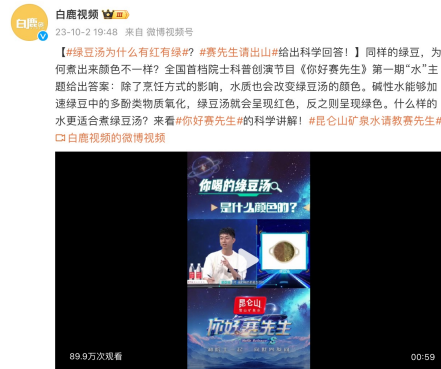 白鹿视频
23-10-2 19:48 来自 微博视频号
【#绿豆汤为什么有红有绿#？#赛先生请出山#给出科学回答！】同样的绿豆，为
何煮出来颜色不一样？全国首档院士科普创演节目《你好赛先生》第一期“水”主
题给出答案：除了烹饪方式的影响，水质也会改变绿豆汤的颜色。碱性水能够加
速绿豆中的多酚类物质氧化，绿豆汤就会呈现红色，反之则呈现绿色。什么样的
水更适合煮绿豆汤？来看#你好赛先生#的科学讲解！#昆仑山矿泉水请教赛先生#
白鹿视频的微博视频
你喝的绿豆汤
是什么颜色的？
昆仑山
你好赛先生
89.9万次观看
00:59